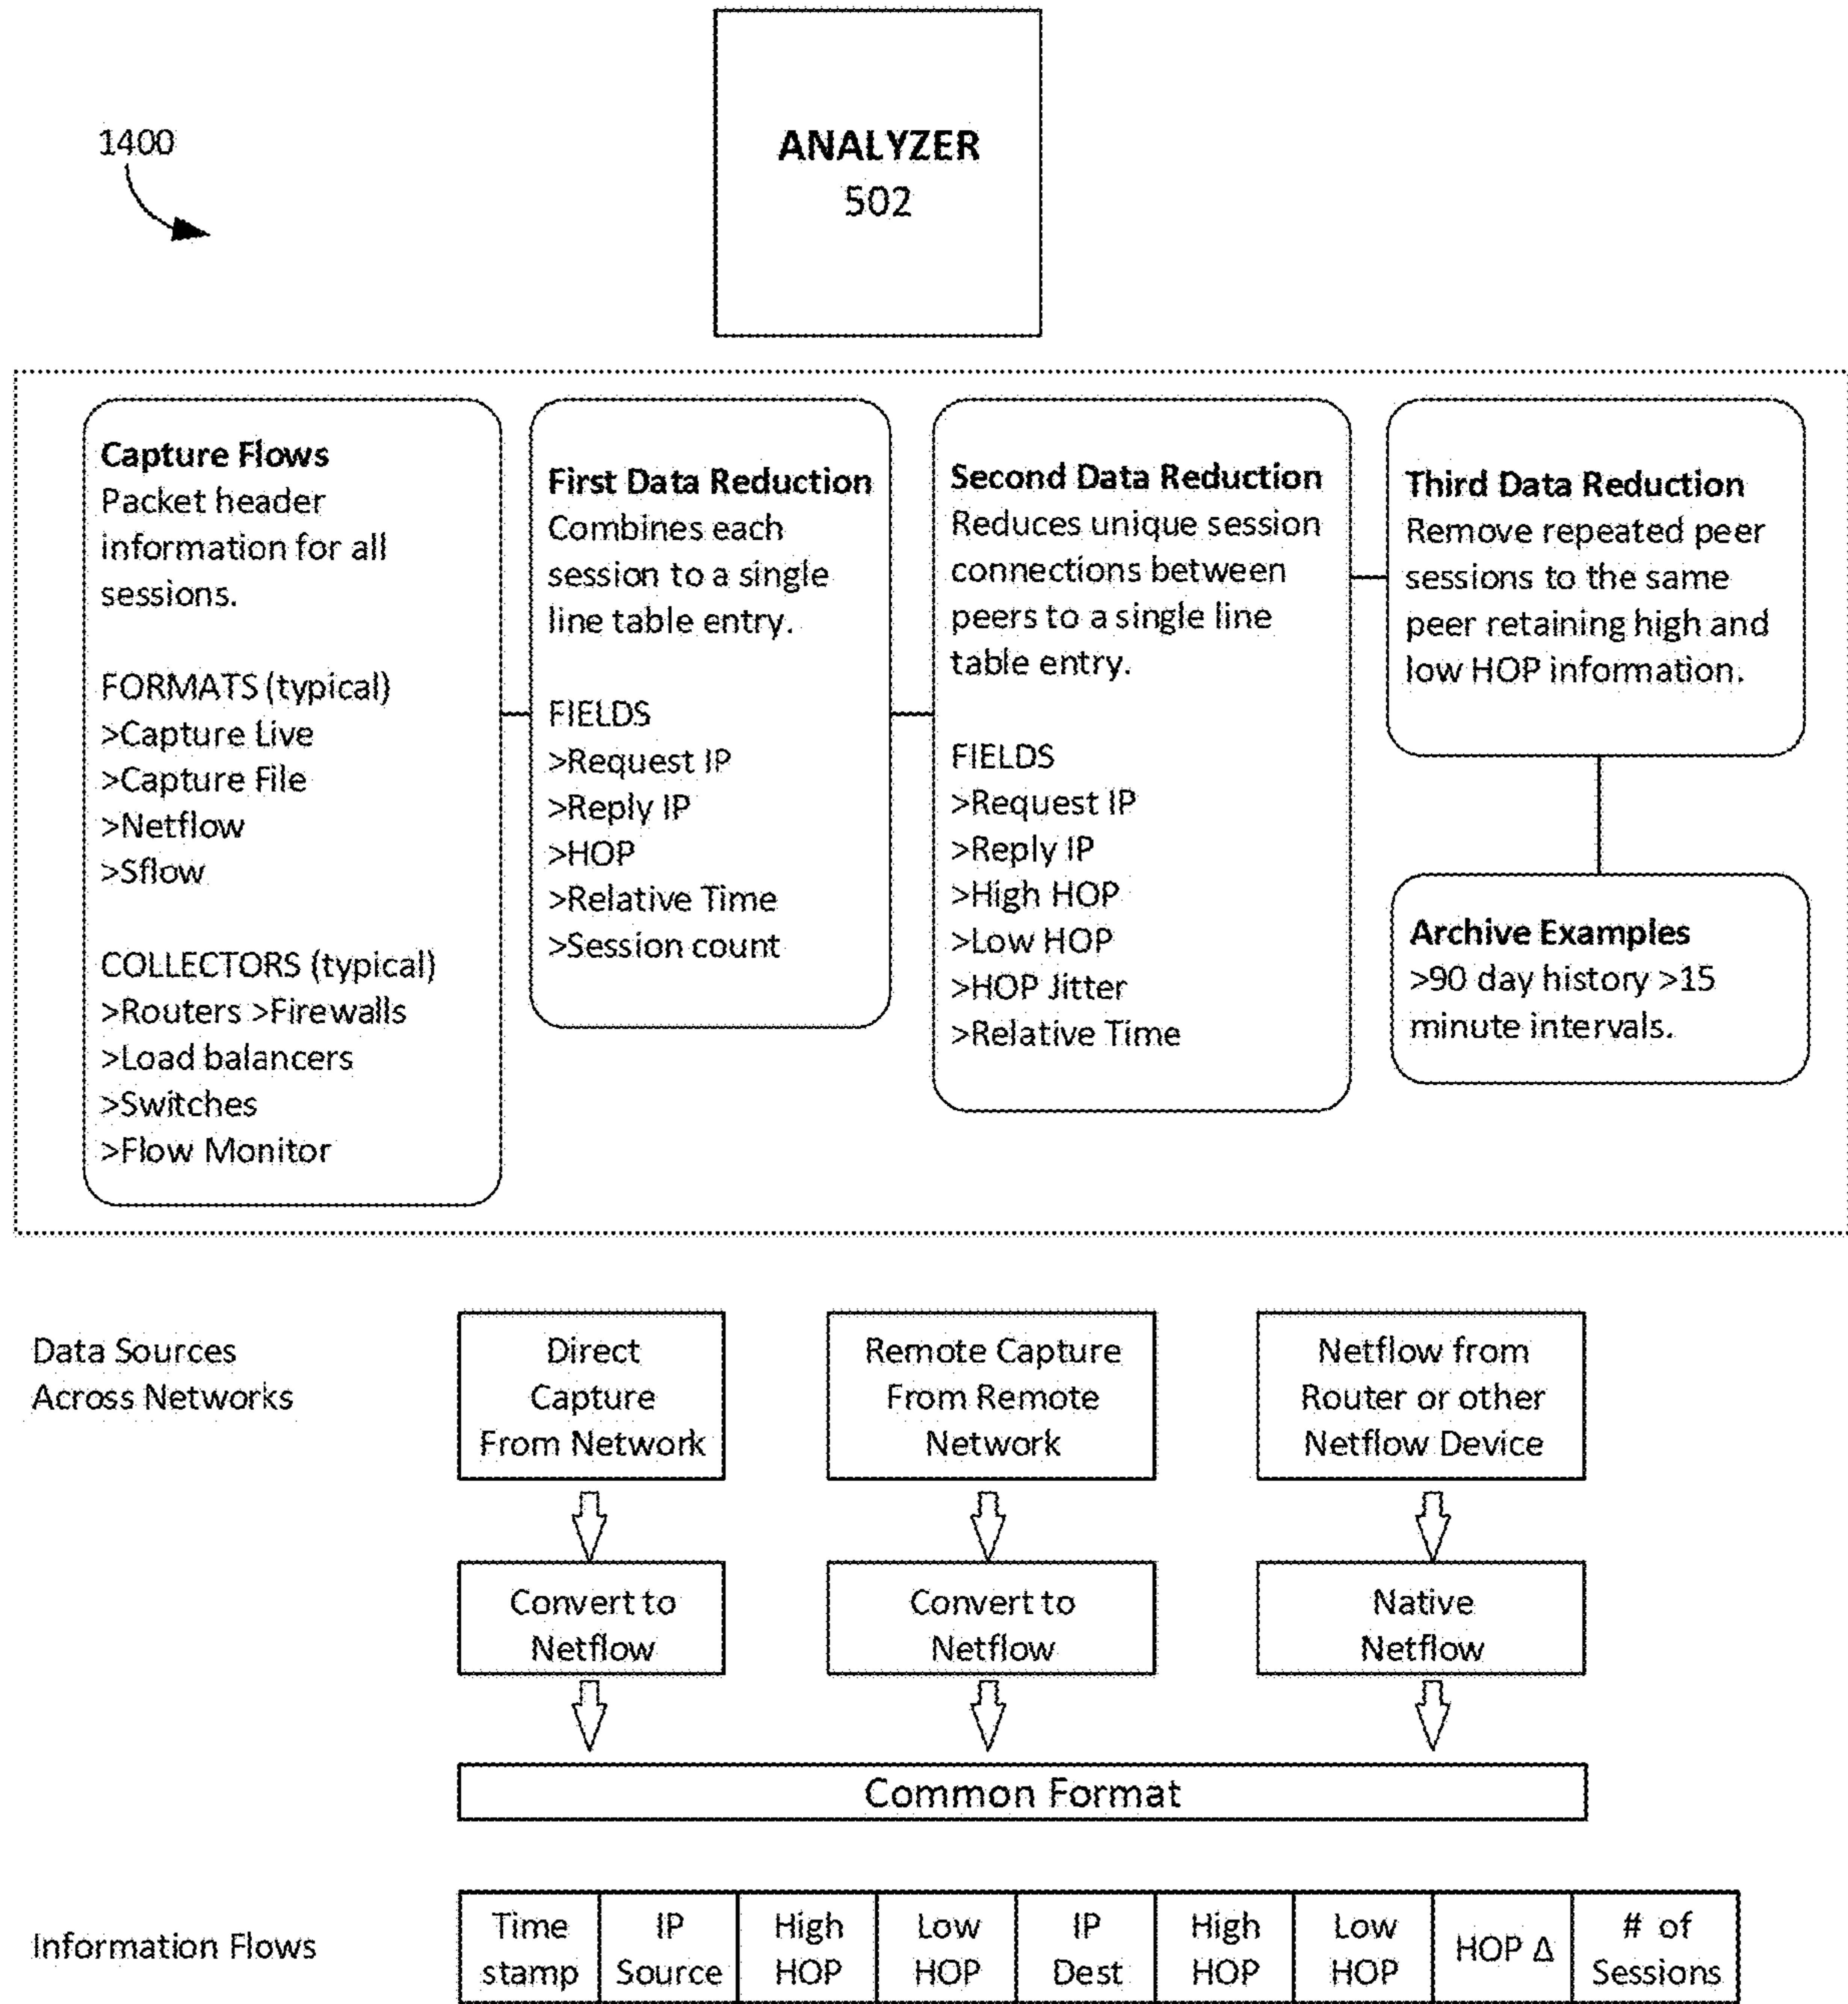 1400
ANALYZER
502
Capture Flows
Packet header
information for all
sessions.
FORMATS (typical)
>Capture Live
>Capture File
>Netflow
>Sflow
COLLECTORS (typical)
>Routers >Firewalls
>Load balancers
>Switches
>Flow Monitor
First Data Reduction
Combines each
session to a single
line table entry.
FIELDS
>Request IP
>Reply IP
>HOP
>Relative Time
>Session count
Second Data Reduction
Reduces unique session
connections between
peers to a single line
table entry.
FIELDS
>Request IP
>Reply IP
>High HOP
>Low HOP
>HOP Jitter
>Relative Time
Third Data Reduction
Remove repeated peer
sessions to the same
peer retaining high and
low HOP information.
Archive Examples
>90 day history >15
minute intervals.
Data Sources
Across Networks
Direct
Capture
From Network
Remote Capture
From Remote
Network
Netflow from
Router or other
Netflow Device
Convert to
Netflow
Convert to
Netflow
Native
Netflow
Common Format
Information Flows
Time
stamp
IP
Source
High
HOP
Low
HOP
IP
Dest
High
HOP
Low
HOP
HOP Δ
# of
Sessions